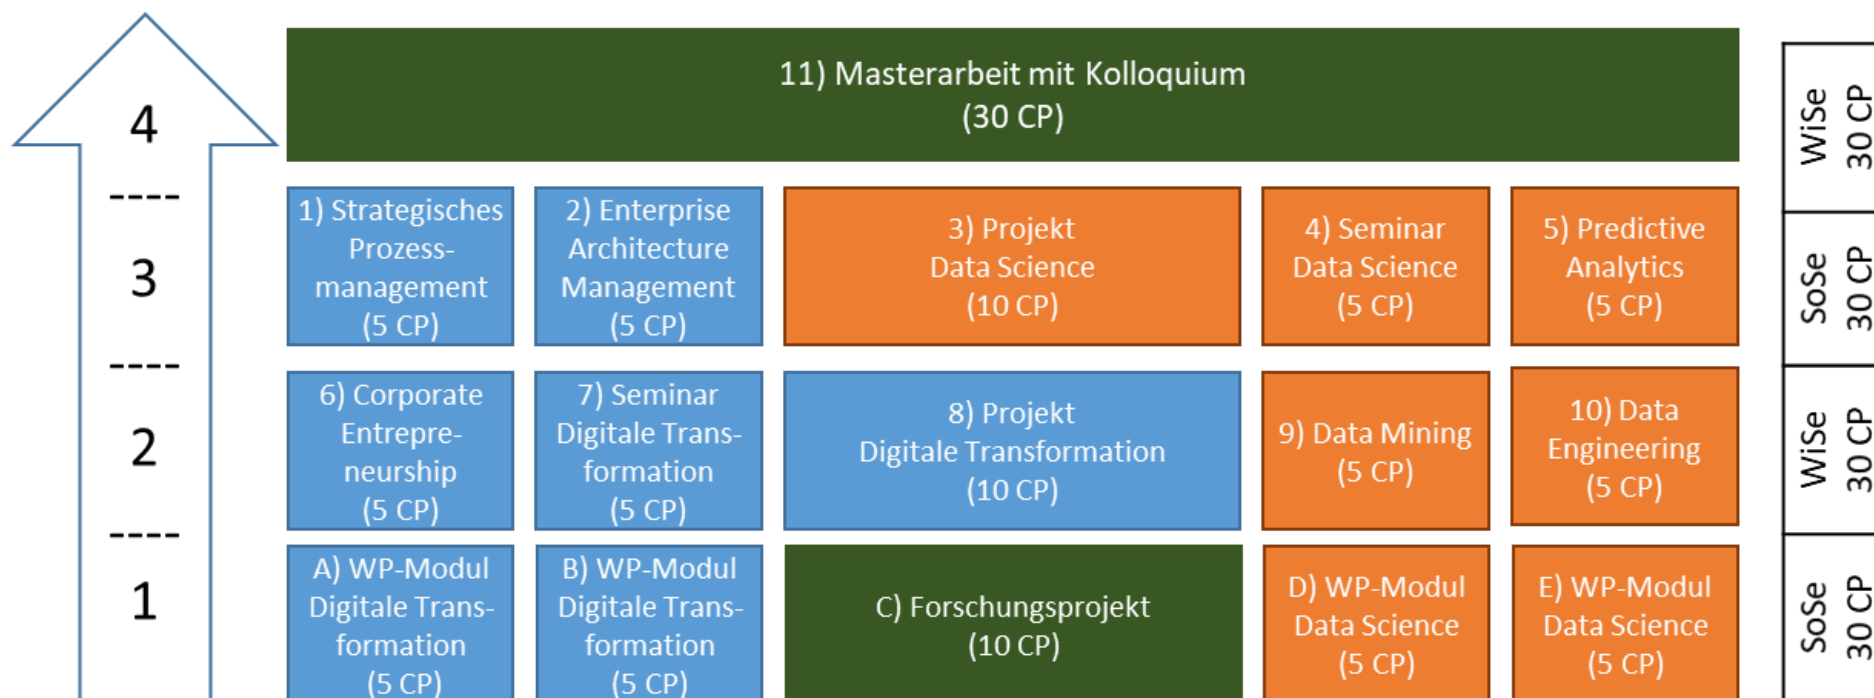 4
11) Masterarbeit mit Kolloquium
(30 CP)
WiSe
30 CP
----
3
1) Strategisches
Prozess-
management
(5 CP)
2) Enterprise
Architecture
Management
(5 CP)
3) Projekt
Data Science
(10 CP)
4) Seminar
Data Science
(5 CP)
5) Predictive
Analytics
(5 CP)
SoSe
30 CP
----
2
6) Corporate
Entrepre-
neurship
(5 CP)
7) Seminar
Digitale Trans-
formation
(5 CP)
8) Projekt
Digitale Transformation
(10 CP)
9) Data Mining
(5 CP)
10) Data
Engineering
(5 CP)
WiSe
30 CP
----
1
A) WP-Modul
Digitale Trans-
formation
(5 CP)
B) WP-Modul
Digitale Trans-
formation
(5 CP)
C) Forschungsprojekt
(10 CP)
D) WP-Modul
Data Science
(5 CP)
E) WP-Modul
Data Science
(5 CP)
SoSe
30 CP